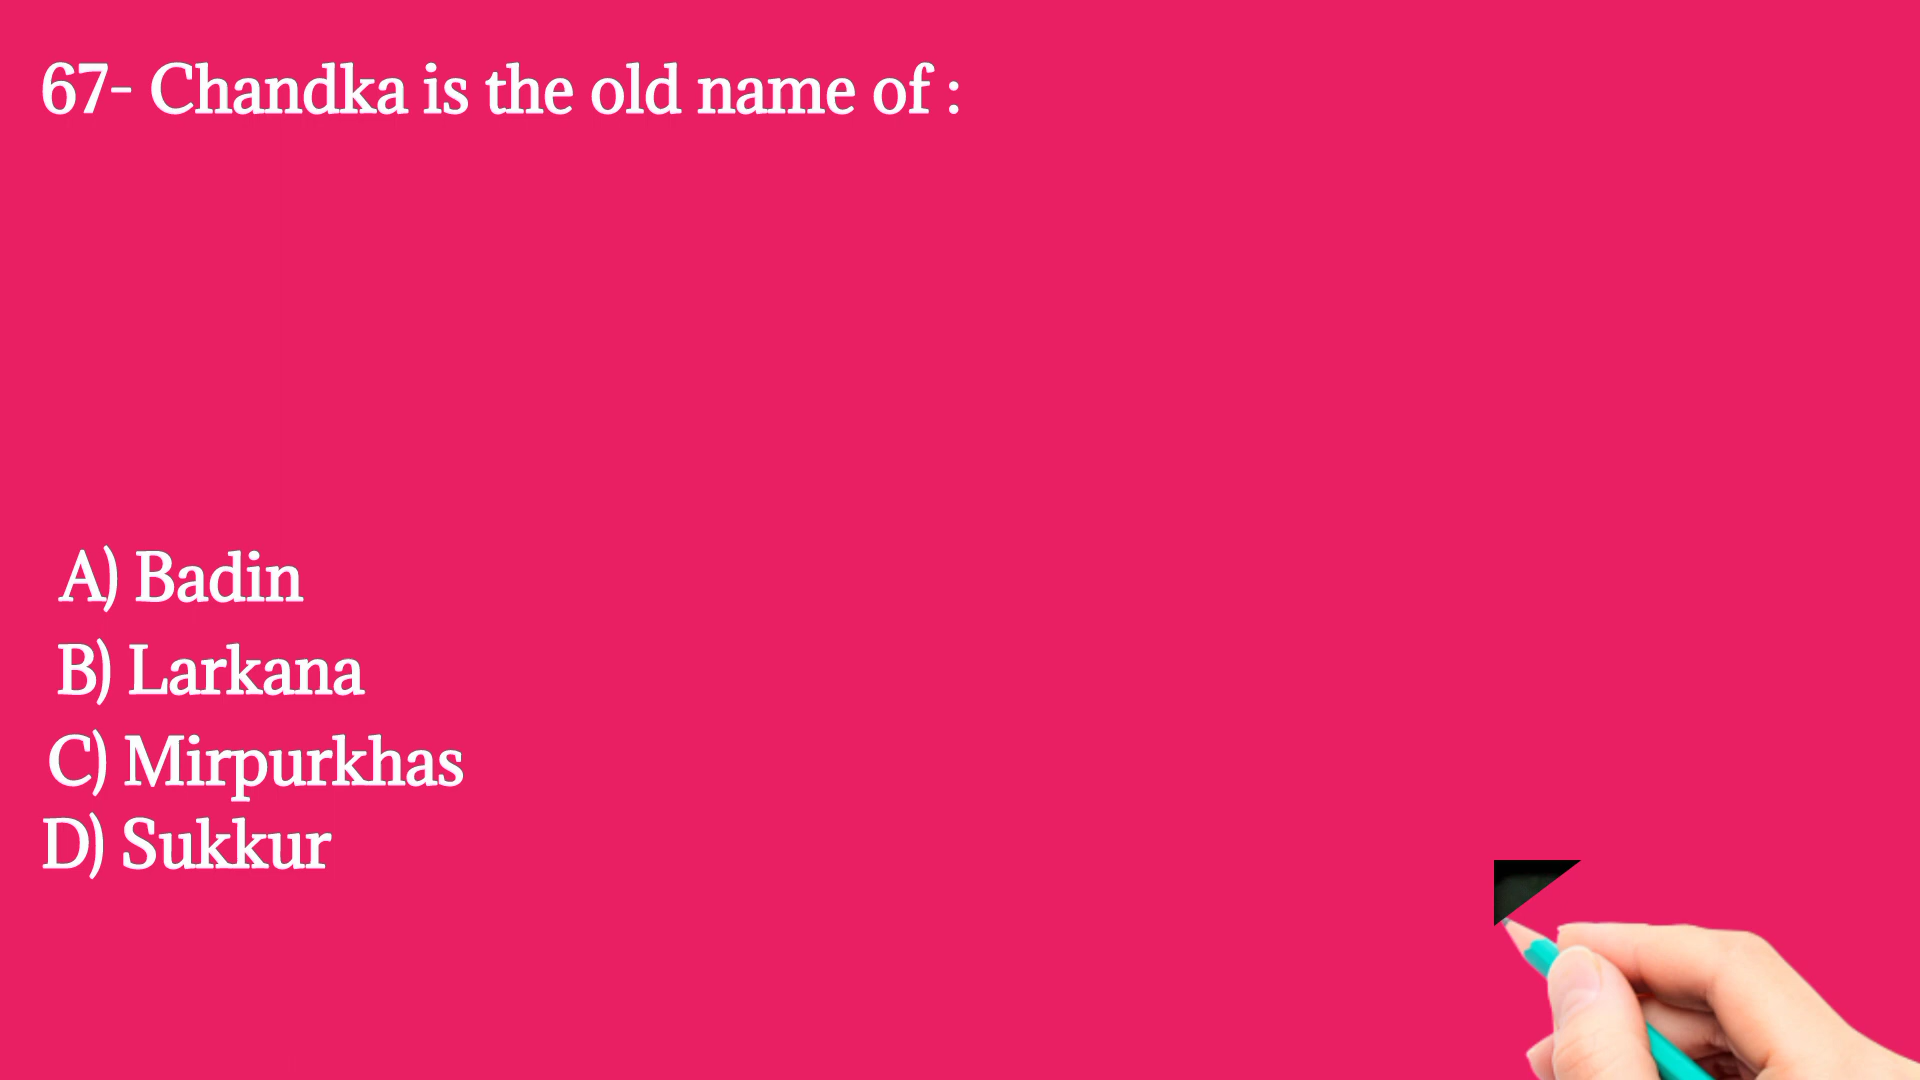 67- Chandka is the old name of :
A) Badin
B) Larkana
C) Mirpurkhas
D) Sukkur